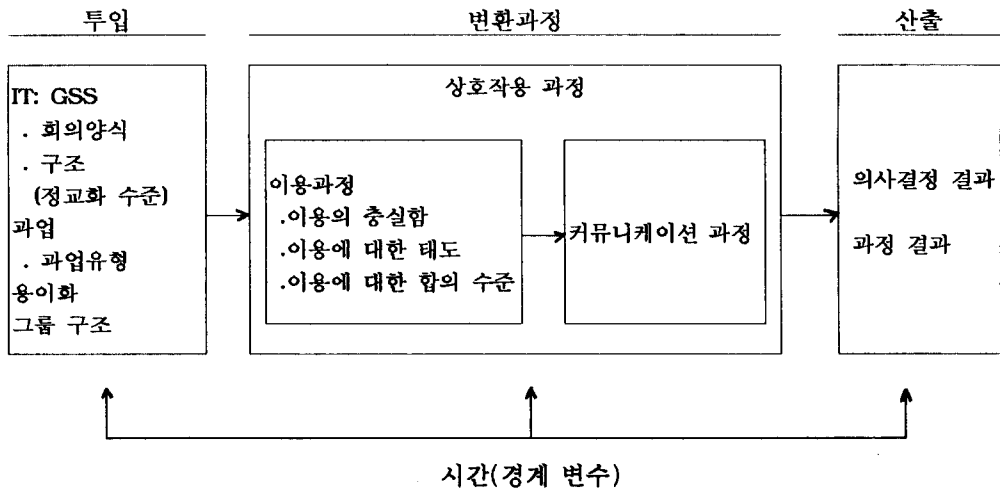 투입
변환과정
산출
IT: GSS
. 회의양식
. 구조
(정교화 수준)
과업
. 과업유형
용이화
그룹 구조
상호작용 과정
이용과정
.이용의 충실함
.이용에 대한 태도
.이용에 대한 합의 수준
커뮤니케이션 과정
의사결정 결과
과정 결과
시간(경계 변수)